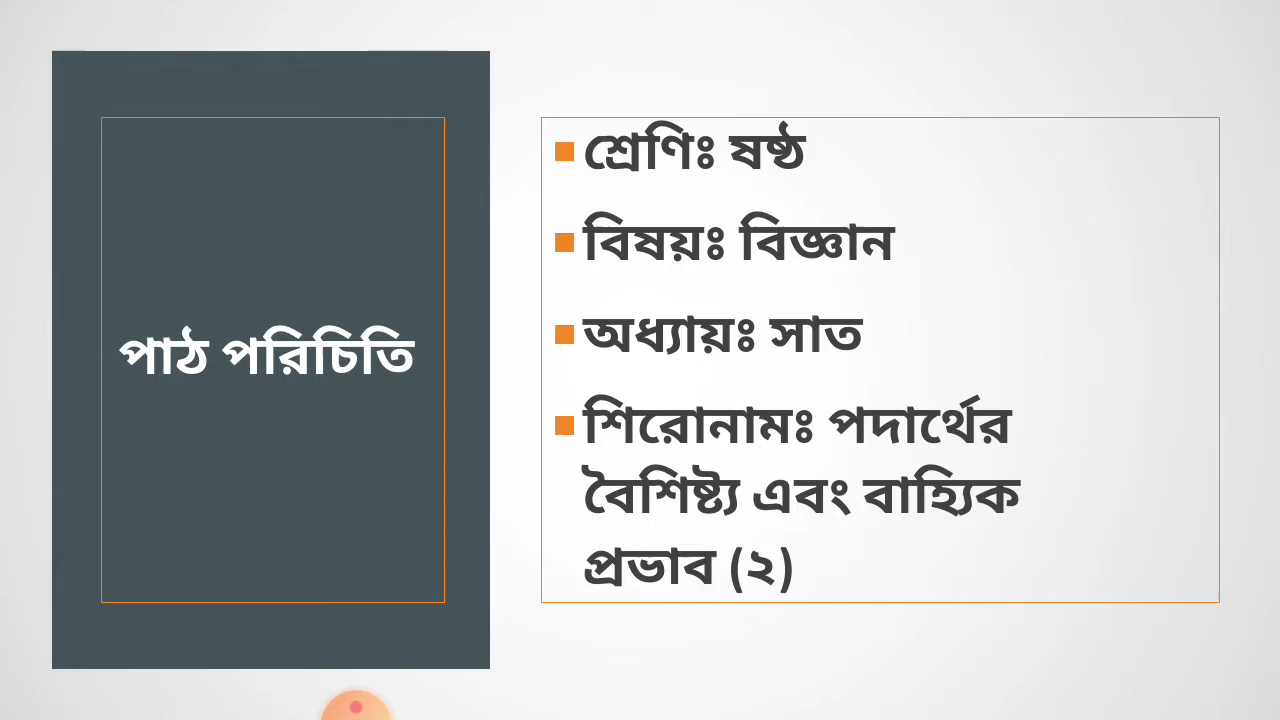 পাঠ পরিচিতি
শ্রেণিঃ ষষ্ঠ
বিষয়ঃ বিজ্ঞান
অধ্যায়ঃ সাত
শিরোনামঃ পদার্থের
বৈশিষ্ট্য এবং বাহ্যিক
প্রভাব (২)